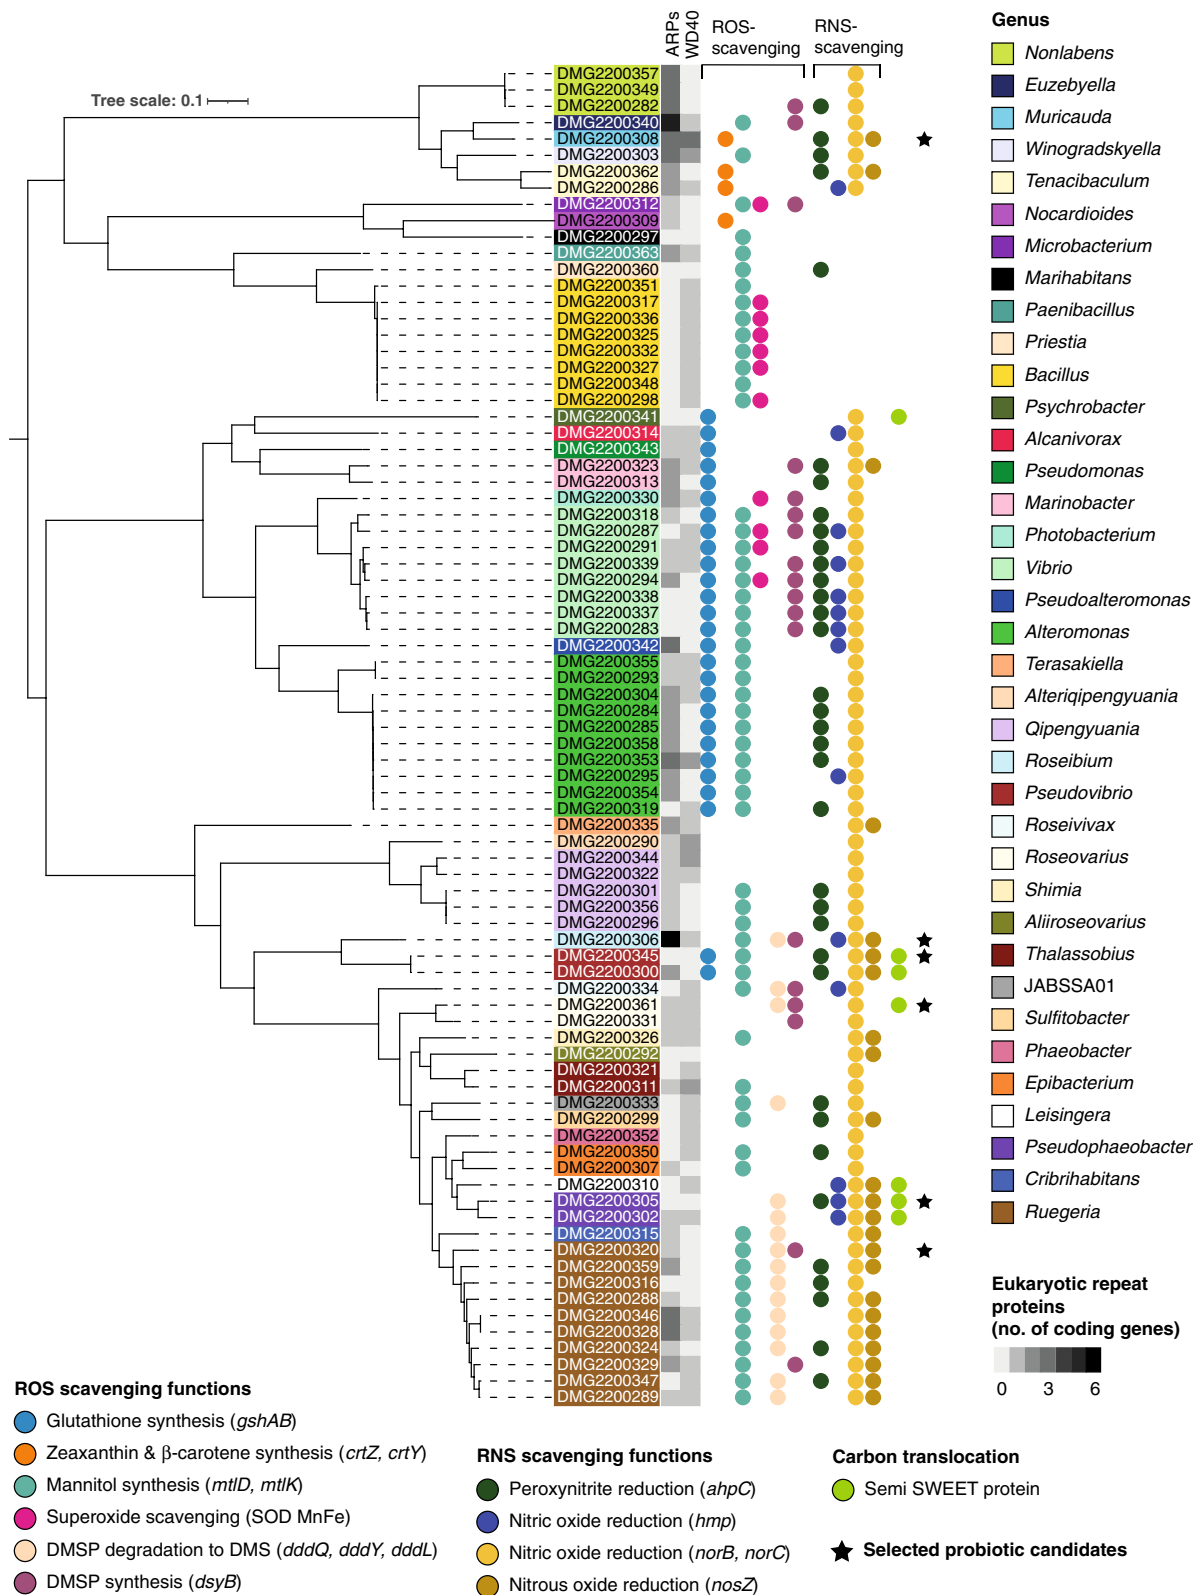 ARPs
WD40
ROS-
scavenging
RNS-
scavenging
Tree scale: 0.1
DMG2200357
DMG2200349
DMG2200282
DMG2200340
DMG2200308
DMG2200303
DMG2200362
DMG2200286
DMG2200312
DMG2200309
DMG2200297
DMG2200363
DMG2200360
DMG2200351
DMG2200317
DMG2200336
DMG2200325
DMG2200332
DMG2200327
DMG2200348
DMG2200298
DMG2200341
DMG2200314
DMG2200343
DMG2200323
DMG2200313
DMG2200330
DMG2200318
DMG2200287
DMG2200291
DMG2200339
DMG2200294
DMG2200338
DMG2200337
DMG2200283
DMG2200342
DMG2200355
DMG2200293
DMG2200304
DMG2200284
DMG2200285
DMG2200358
DMG2200353
DMG2200295
DMG2200354
DMG2200319
DMG2200335
DMG2200290
DMG2200344
DMG2200322
DMG2200301
DMG2200356
DMG2200296
DMG2200306
DMG2200345
DMG2200300
DMG2200334
DMG2200361
DMG2200331
DMG2200326
DMG2200292
DMG2200321
DMG2200311
DMG2200333
DMG2200299
DMG2200352
DMG2200350
DMG2200307
DMG2200310
DMG2200305
DMG2200302
DMG2200315
DMG2200320
DMG2200359
DMG2200316
DMG2200288
DMG2200346
DMG2200328
DMG2200324
DMG2200329
DMG2200347
DMG2200289
Genus
Nonlabens
Euzebyella
Muricauda
Winogradskyella
Tenacibaculum
Nocardioides
Microbacterium
Marihabitans
Paenibacillus
Priestia
Bacillus
Psychrobacter
Alcanivorax
Pseudomonas
Marinobacter
Photobacterium
Vibrio
Pseudoalteromonas
Alteromonas
Terasakiella
Alteriqipengyuania
Qipengyuania
Roseibium
Pseudovibrio
Roseivivax
Roseovarius
Shimia
Aliiroseovarius
Thalassobius
JABSSA01
Sulfitobacter
Phaeobacter
Epibacterium
Leisingera
Pseudophaeobacter
Cribrihabitans
Ruegeria
Eukaryotic repeat
proteins
(no. of coding genes)
0 3 6
ROS scavenging functions
Glutathione synthesis (gshAB)
Zeaxanthin & β-carotene synthesis (crtZ, crtY)
Mannitol synthesis (mtlD, mtlK)
Superoxide scavenging (SOD MnFe)
DMSP degradation to DMS (dddQ, dddY, dddL)
DMSP synthesis (dsyB)
RNS scavenging functions
Peroxynitrite reduction (ahpC)
Nitric oxide reduction (hmp)
Nitric oxide reduction (norB, norC)
Nitrous oxide reduction (nosZ)
Carbon translocation
Semi SWEET protein
Selected probiotic candidates